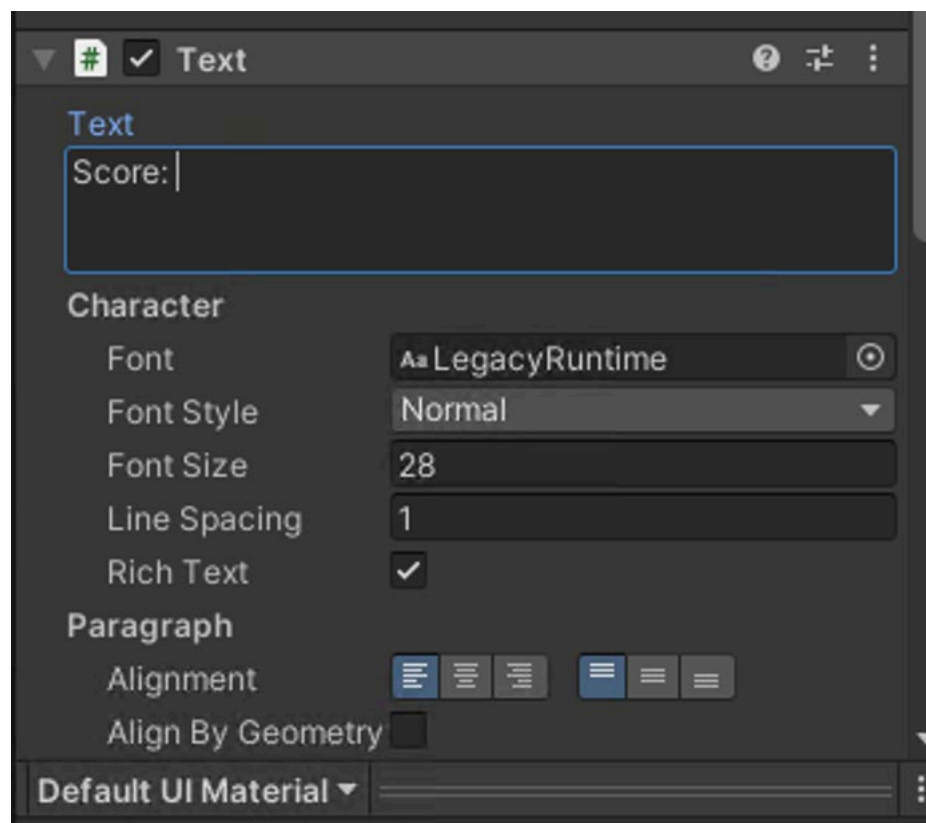 # Text
Text
Score:
Character
Font Aa LegacyRuntime
Font Style Normal
Font Size 28
Line Spacing 1
Rich Text
Paragraph
Alignment
Align By Geometry
Default UI Material